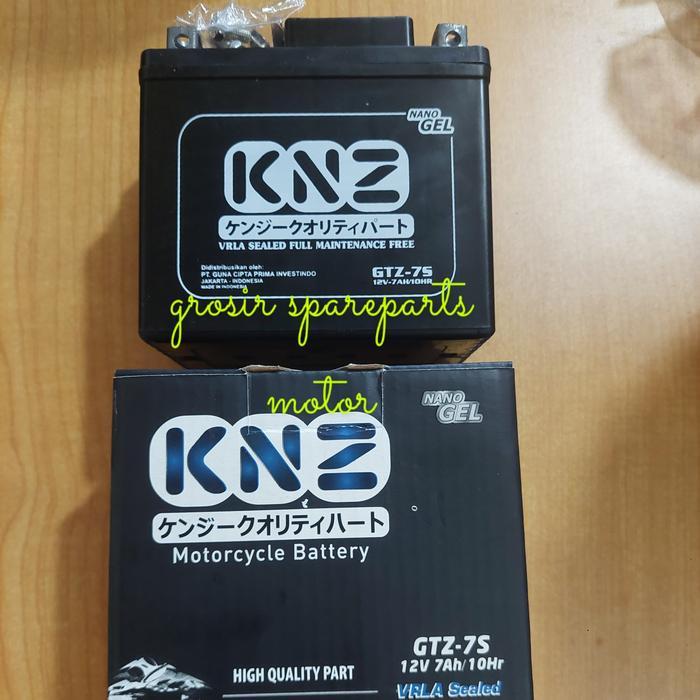 NANO
GEL
KNZ
ケンジークオリティパート
VRLA SEALED FULL MAINTENANCE FREE
Didistribusikan oleh:
PT. GUNA CIPTA PRIMA INVESTINDO
JAKARTA - INDONESIA
MADE IN INDONESIA
GTZ-7S
12V-7AH/10HR
grosir spareparts
motor
NANO
GEL
KNZ
ケンジークオリティハート
Motorcycle Battery
GTZ-7S
12V 7Ah/10Hr
HIGH QUALITY PART
VRLA Sealed